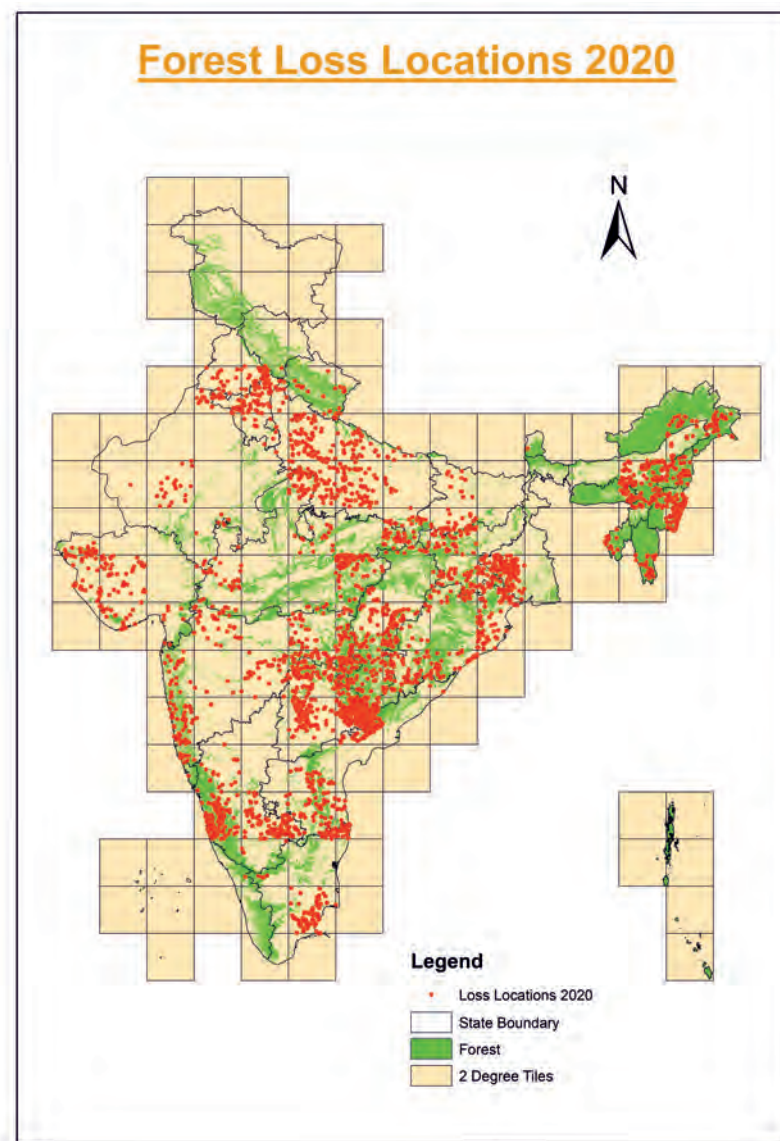 Forest Loss Locations 2020
N
Legend
Loss Locations 2020
State Boundary
Forest
2 Degree Tiles